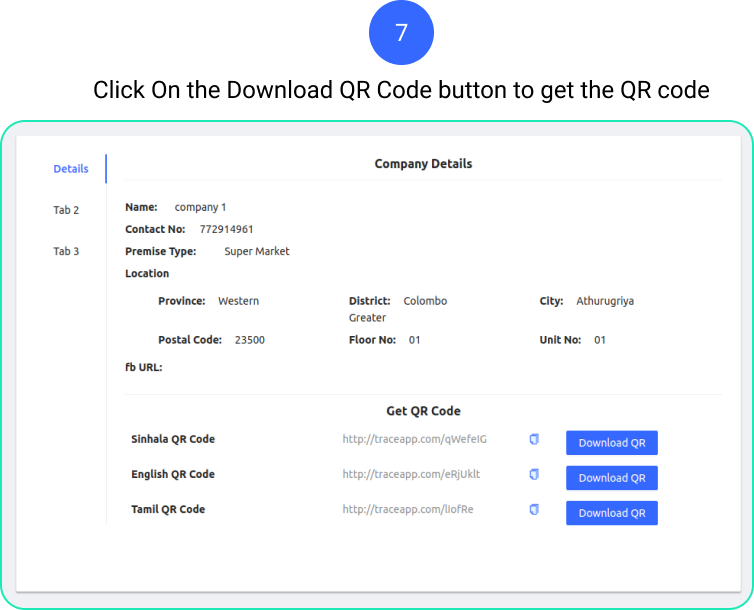 7
Click On the Download QR Code button to get the QR code
Details
Tab 2
Tab 3
Company Details
Name: company 1
Contact No: 772914961
Premise Type: Super Market
Location
Province: Western District: Colombo Greater City: Athurugriya
Postal Code: 23500 Floor No: 01 Unit No: 01
fb URL:
Get QR Code
Sinhala QR Code http://traceapp.com/qWefeIG Download QR
English QR Code http://traceapp.com/eRjUklt Download QR
Tamil QR Code http://traceapp.com/lIofRe Download QR